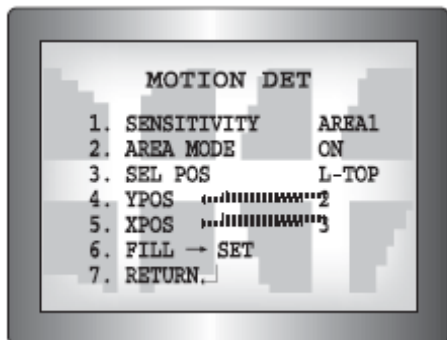 MOTION DET
1. SENSITIVITY AREA1
2. AREA MODE ON
3. SEL POS L-TOP
4. YPOS 2
5. XPOS 3
6. FILL → SET
7. RETURN